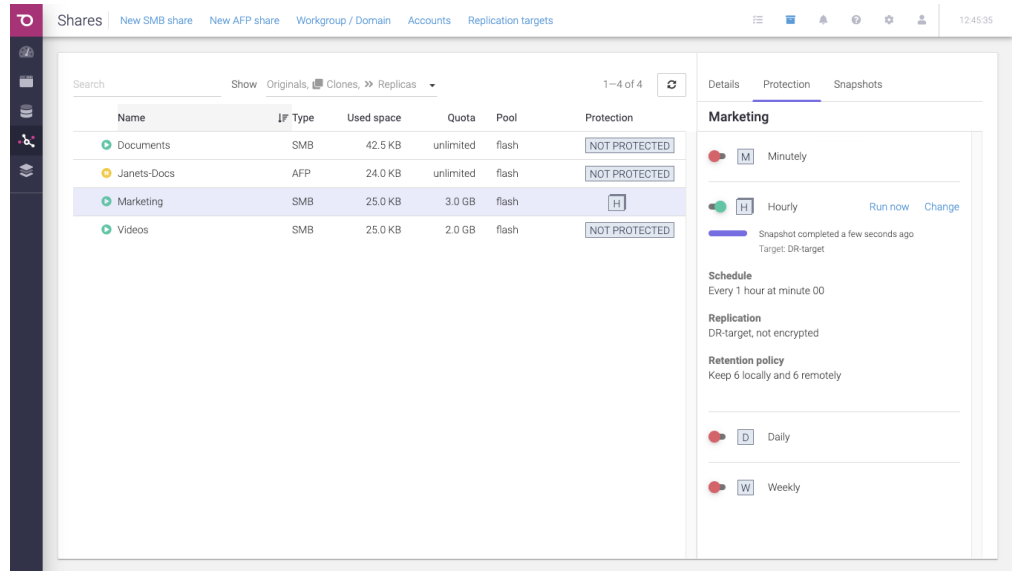 Shares New SMB share New AFP share Workgroup / Domain Accounts Replication targets 12:45:35
Search Show Originals, Clones, Replicas 1–4 of 4
Name Type Used space Quota Pool Protection
Documents SMB 42.5 KB unlimited flash NOT PROTECTED
Janets-Docs AFP 24.0 KB unlimited flash NOT PROTECTED
Marketing SMB 25.0 KB 3.0 GB flash H
Videos SMB 25.0 KB 2.0 GB flash NOT PROTECTED
Details Protection Snapshots
Marketing
M Minutely
H Hourly Run now Change
Snapshot completed a few seconds ago
Target: DR-target
Schedule
Every 1 hour at minute 00
Replication
DR-target, not encrypted
Retention policy
Keep 6 locally and 6 remotely
D Daily
W Weekly